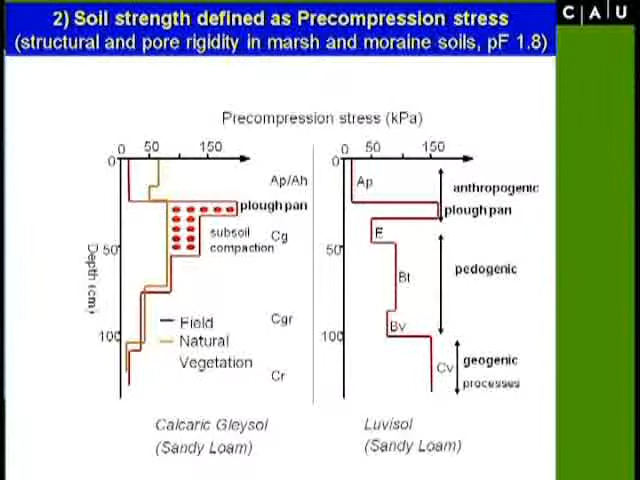 2) Soil strength defined as Precompression stress
(structural and pore rigidity in marsh and moraine soils, pF 1.8)
C | A U
Precompression stress (kPa)
0 50 150
0 50 150
0
0
Ap/Ah
Ap
anthropogenic
plough pan
plough pan
subsoil
compaction
Cg
E
50
50
Depth (cm)
pedogenic
Bt
Cgr
Field
Bv
100
100
Natural
Vegetation
geogenic
Cr
Cv
processes
Calcaric Gleysol
(Sandy Loam)
Luvisol
(Sandy Loam)